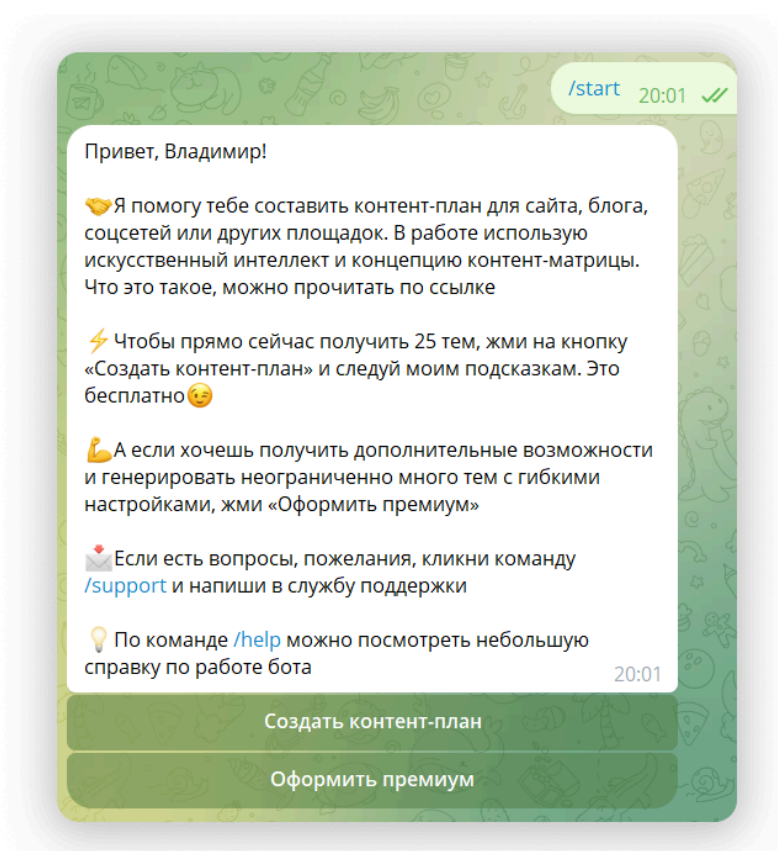 /start 20:01
Привет, Владимир!
🤝Я помогу тебе составить контент-план для сайта, блога,
соцсетей или других площадок. В работе использую
искусственный интеллект и концепцию контент-матрицы.
Что это такое, можно прочитать по ссылке
⚡Чтобы прямо сейчас получить 25 тем, жми на кнопку
«Создать контент-план» и следуй моим подсказкам. Это
бесплатно😉
💪А если хочешь получить дополнительные возможности
и генерировать неограниченно много тем с гибкими
настройками, жми «Оформить премиум»
📩Если есть вопросы, пожелания, кликни команду
/support и напиши в службу поддержки
💡По команде /help можно посмотреть небольшую
справку по работе бота
20:01
Создать контент-план
Оформить премиум